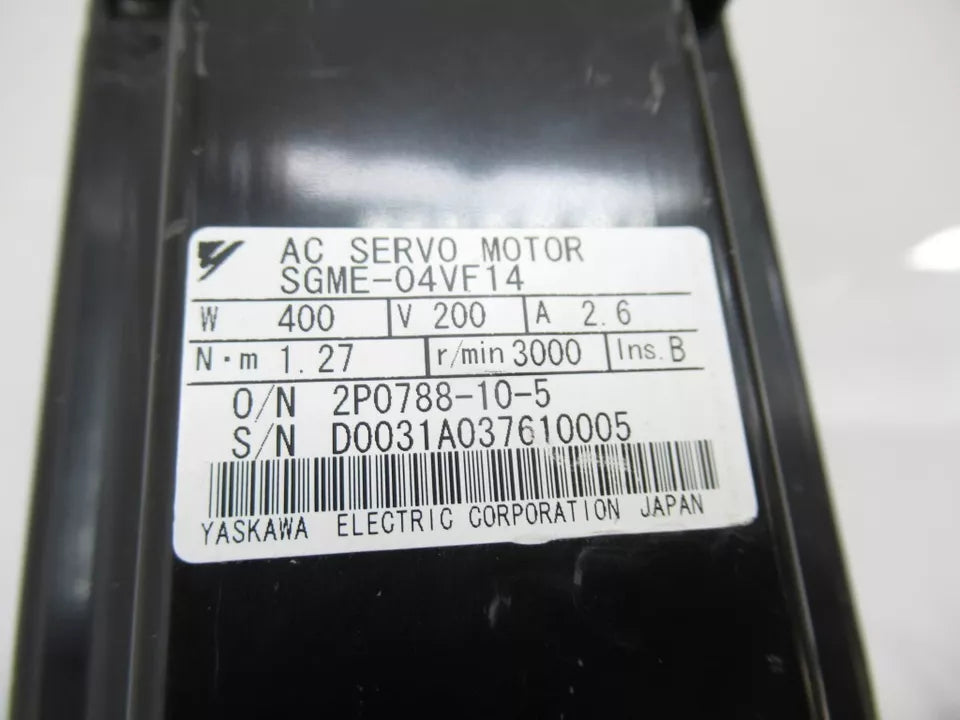 AC SERVO MOTOR
SGME-04VF14
W 400 V 200 A 2.6
N·m 1.27 r/min 3000 Ins. B
O/N 2P0788-10-5
S/N D0031A037610005
YASKAWA ELECTRIC CORPORATION JAPAN